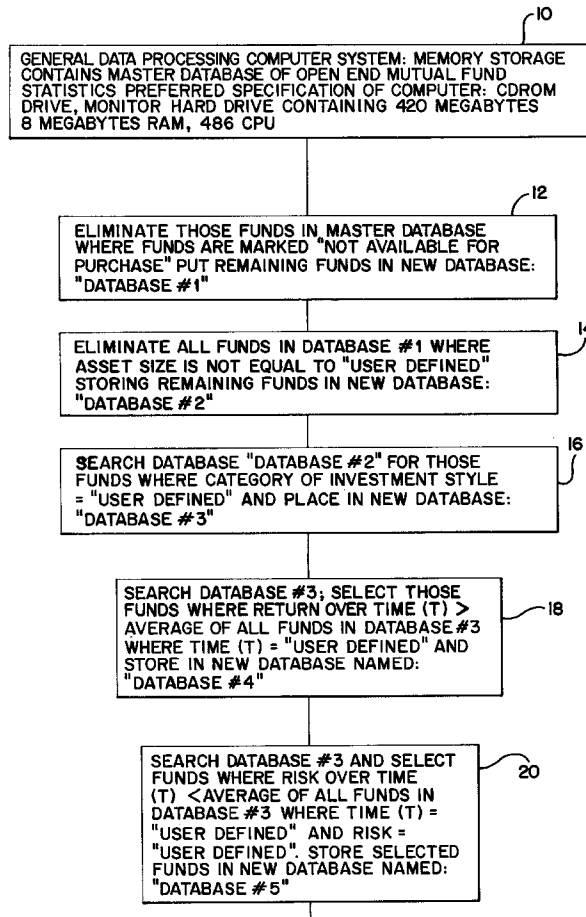 10
GENERAL DATA PROCESSING COMPUTER SYSTEM: MEMORY STORAGE
CONTAINS MASTER DATABASE OF OPEN END MUTUAL FUND
STATISTICS PREFERRED SPECIFICATION OF COMPUTER: CDROM
DRIVE, MONITOR HARD DRIVE CONTAINING 420 MEGABYTES
8 MEGABYTES RAM, 486 CPU
12
ELIMINATE THOSE FUNDS IN MASTER DATABASE
WHERE FUNDS ARE MARKED "NOT AVAILABLE FOR
PURCHASE" PUT REMAINING FUNDS IN NEW DATABASE:
"DATABASE #1"
14
ELIMINATE ALL FUNDS IN DATABASE #1 WHERE
ASSET SIZE IS NOT EQUAL TO "USER DEFINED"
STORING REMAINING FUNDS IN NEW DATABASE:
"DATABASE #2"
16
SEARCH DATABASE "DATABASE #2" FOR THOSE
FUNDS WHERE CATEGORY OF INVESTMENT STYLE
= "USER DEFINED" AND PLACE IN NEW DATABASE:
"DATABASE #3"
18
SEARCH DATABASE #3; SELECT THOSE
FUNDS WHERE RETURN OVER TIME (T) >
AVERAGE OF ALL FUNDS IN DATABASE #3
WHERE TIME (T) = "USER DEFINED" AND
STORE IN NEW DATABASE NAMED:
"DATABASE #4"
20
SEARCH DATABASE #3 AND SELECT
FUNDS WHERE RISK OVER TIME
(T) <AVERAGE OF ALL FUNDS IN
DATABASE #3 WHERE TIME (T) =
"USER DEFINED" AND RISK =
"USER DEFINED". STORE SELECTED
FUNDS IN NEW DATABASE NAMED:
"DATABASE #5"